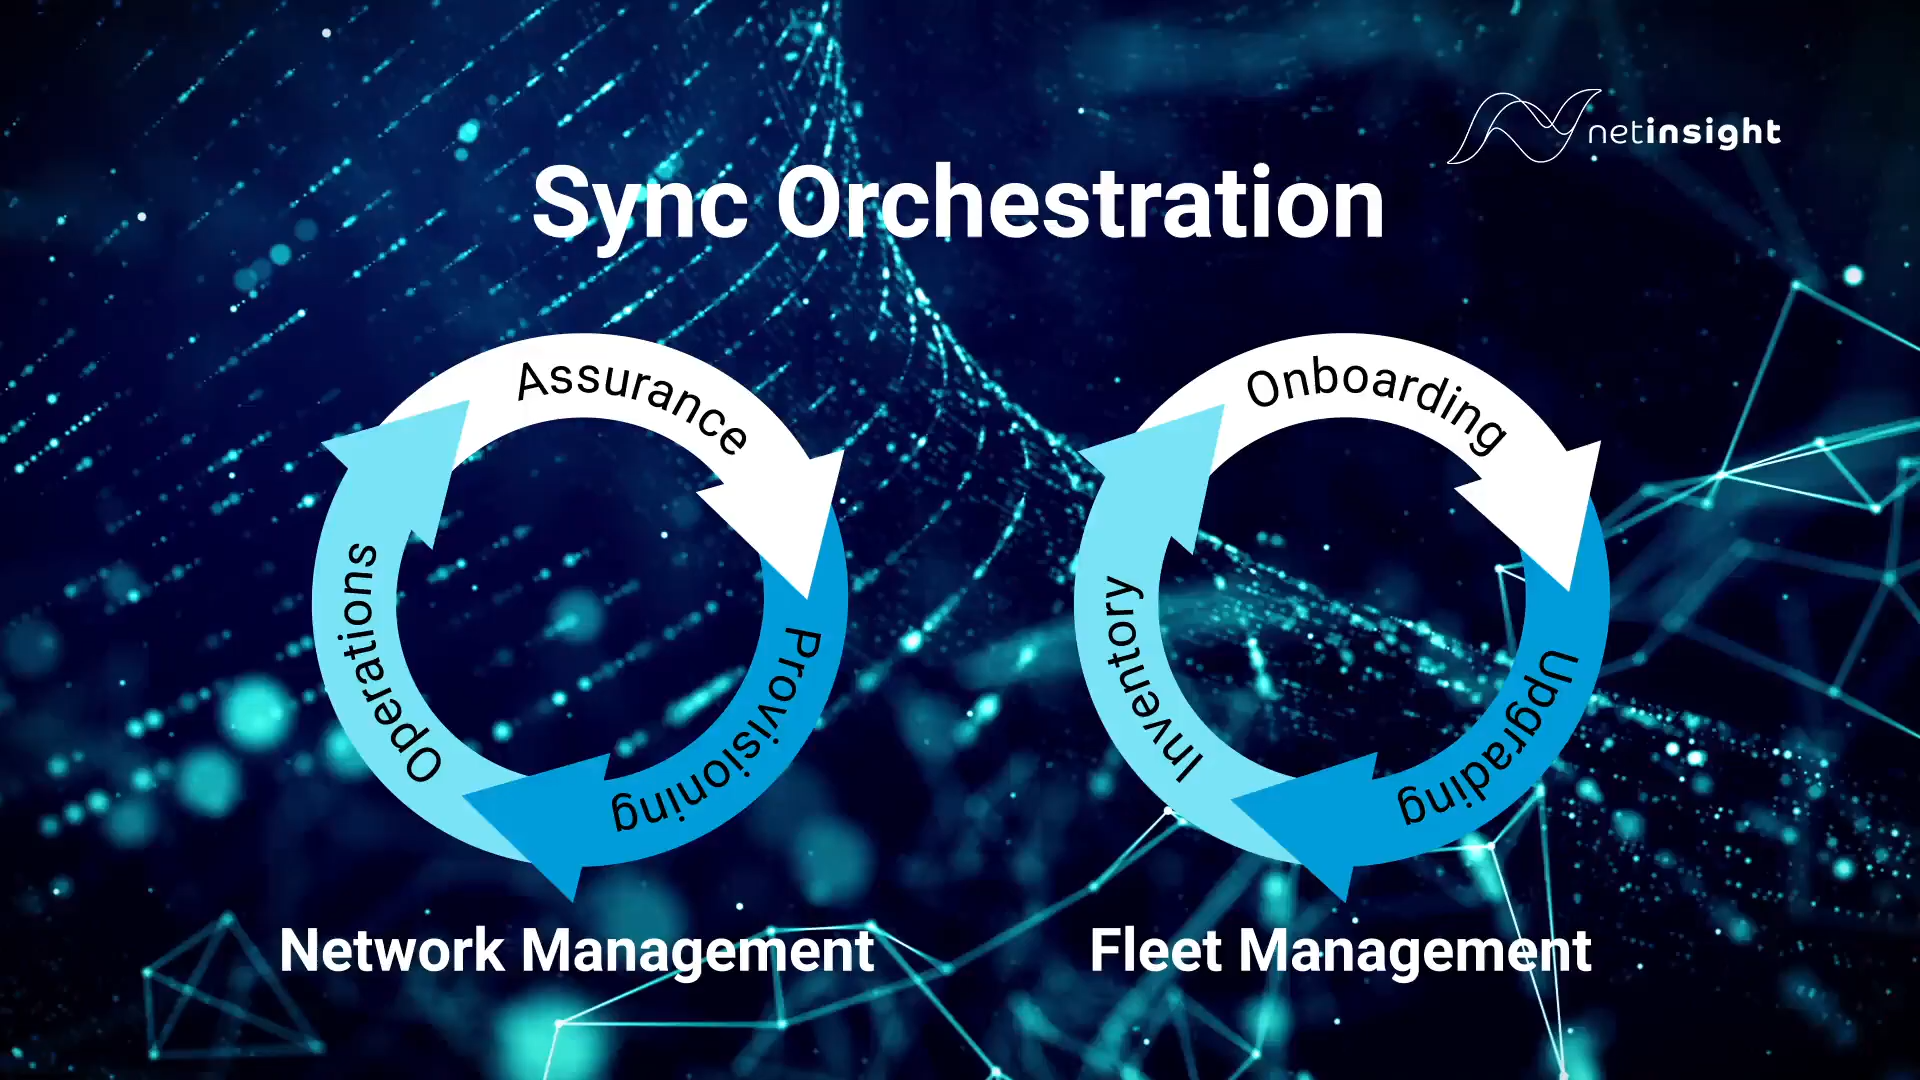 netinsight
Sync Orchestration
Assurance
Provisioning
Operations
Network Management
Onboarding
Upgrading
Inventory
Fleet Management